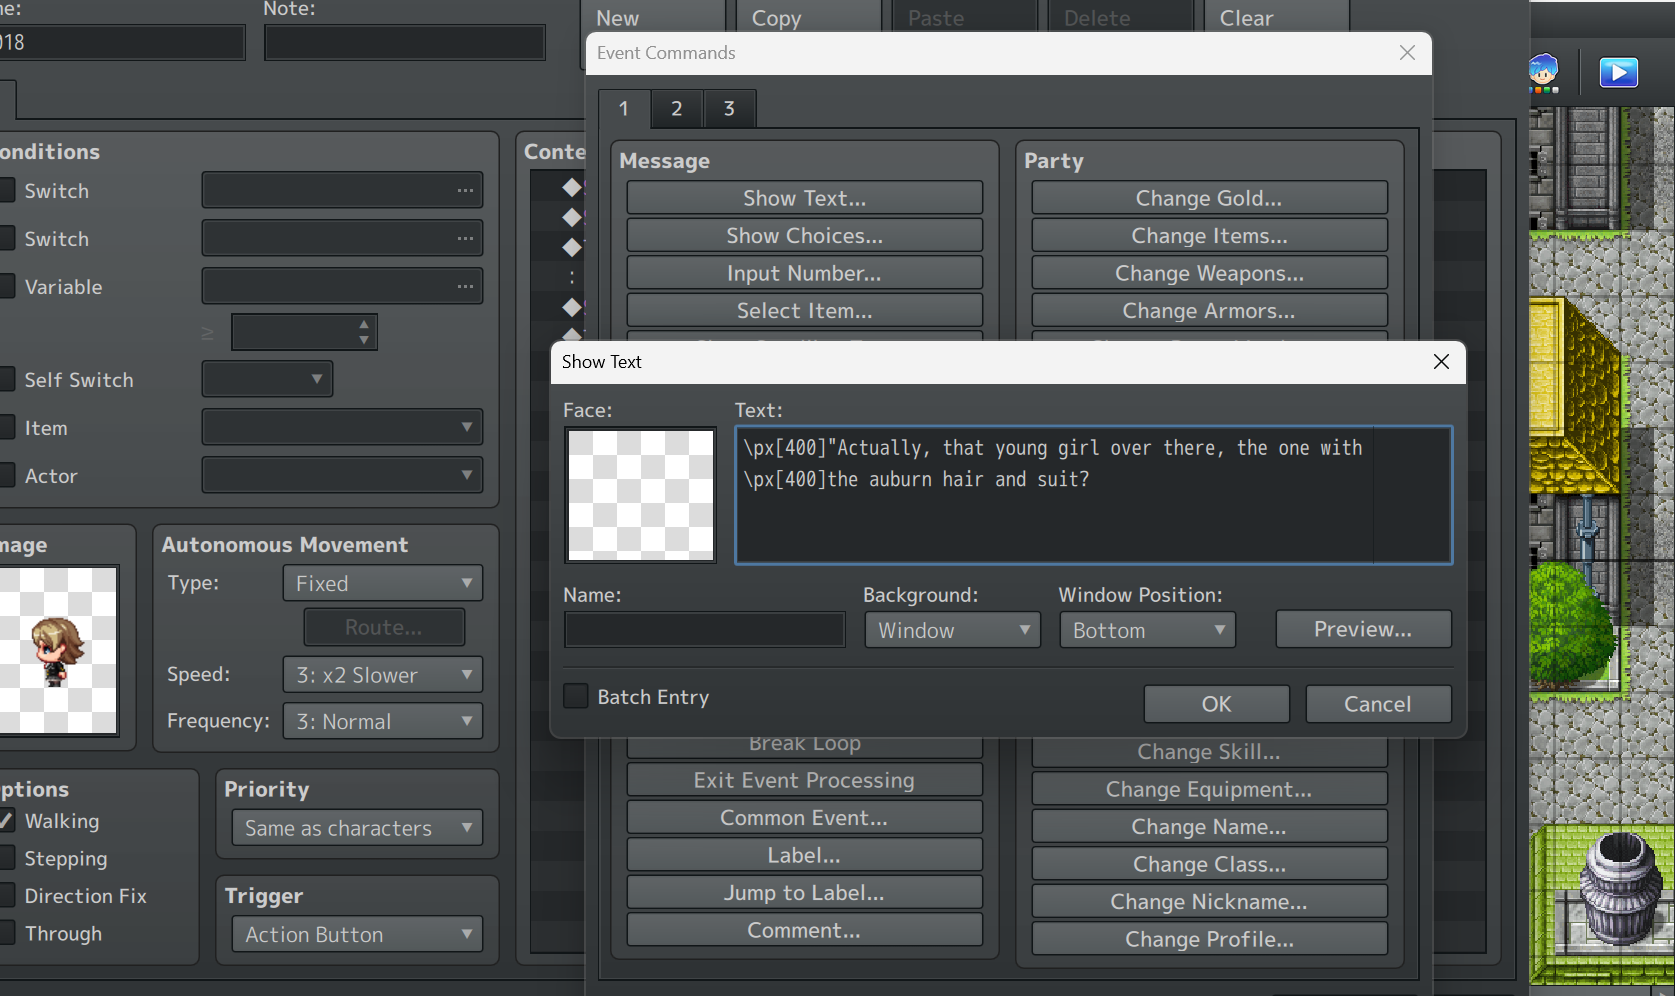 Note:
018
New
Copy
Paste
Delete
Clear
Event Commands
1
2
3
Conte
Message
Show Text...
Show Choices...
Input Number...
Select Item...
Party
Change Gold...
Change Items...
Change Weapons...
Change Armors...
onditions
Switch
...
Switch
...
Variable
...
≥
Self Switch
Item
Actor
Show Text
Face:
Text:
\px[400]"Actually, that young girl over there, the one with
\px[400]the auburn hair and suit?
Name:
Background:
Window
Window Position:
Bottom
Preview...
Batch Entry
OK
Cancel
mage
Autonomous Movement
Type:
Fixed
Route...
Speed:
3: x2 Slower
Frequency:
3: Normal
Break Loop
Exit Event Processing
Common Event...
Label...
Jump to Label...
Comment...
Change Skill...
Change Equipment...
Change Name...
Change Class...
Change Nickname...
Change Profile...
ptions
Walking
Stepping
Direction Fix
Through
Priority
Same as characters
Trigger
Action Button